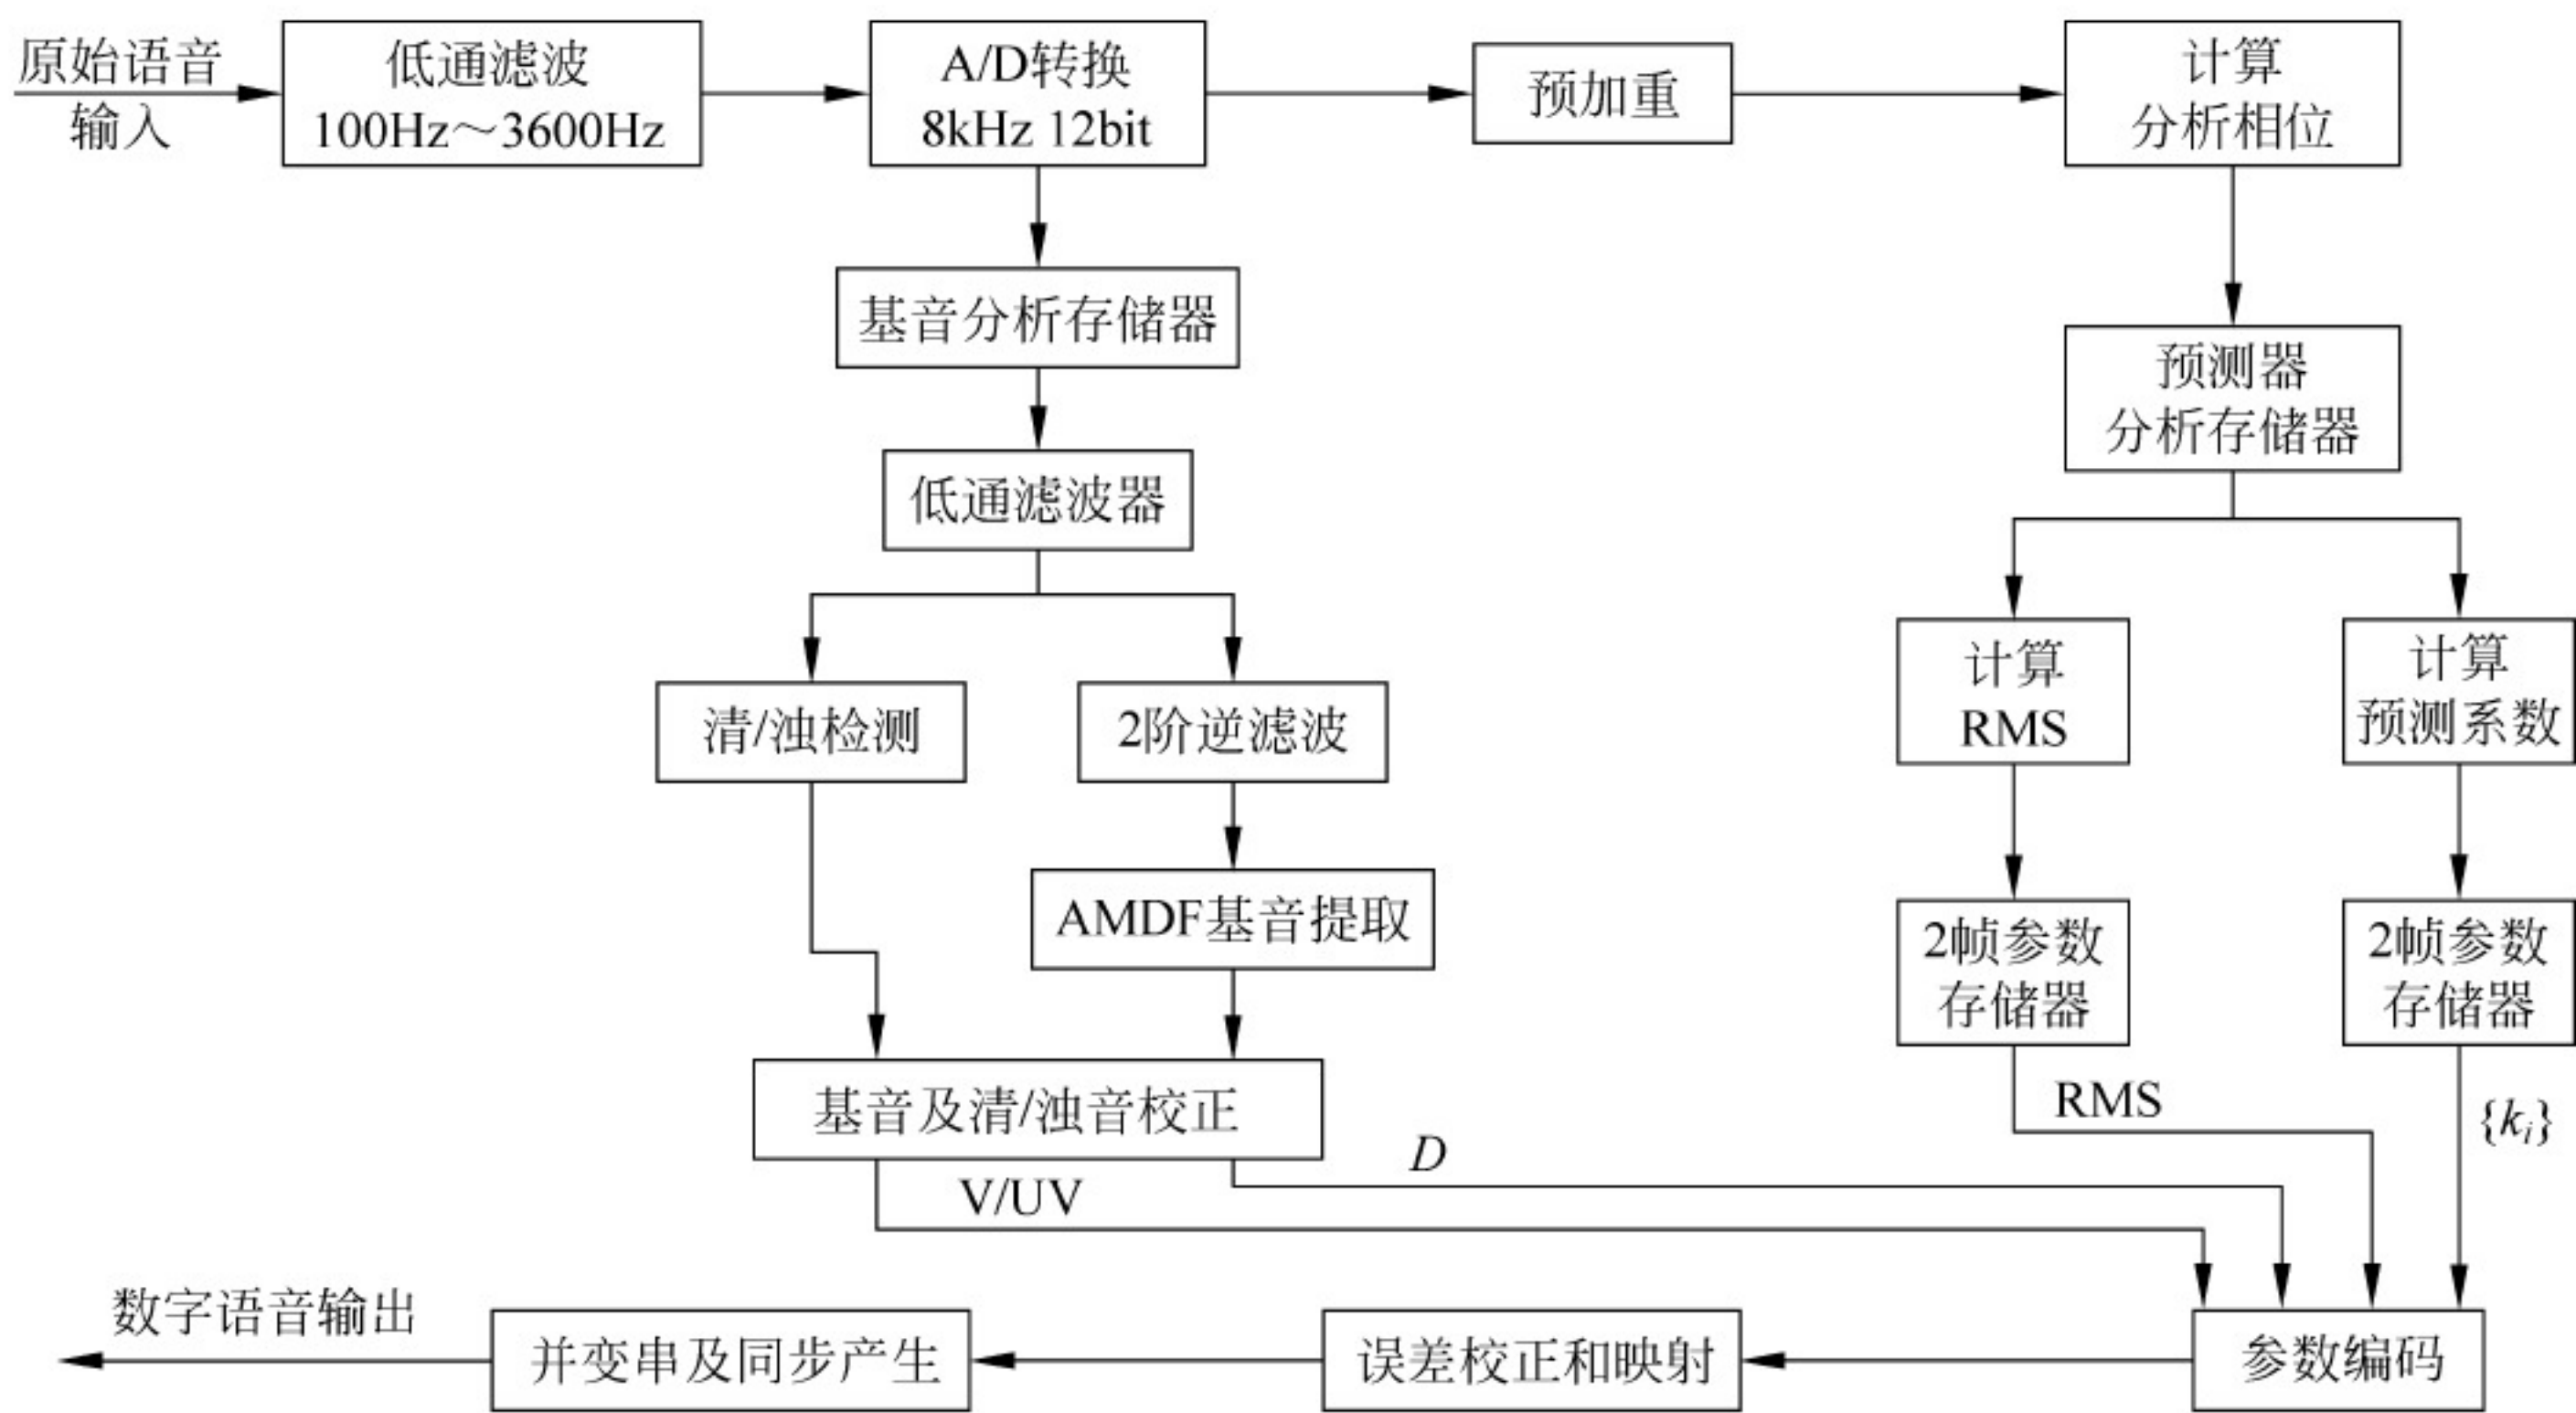 原始语音
输入
低通滤波
100Hz～3600Hz
A/D转换
8kHz 12bit
预加重
计算
分析相位
基音分析存储器
预测器
分析存储器
低通滤波器
清/浊检测
2阶逆滤波
计算
RMS
计算
预测系数
AMDF基音提取
2帧参数
存储器
2帧参数
存储器
基音及清/浊音校正
RMS
{k_i}
D
V/UV
数字语音输出
并变串及同步产生
误差校正和映射
参数编码